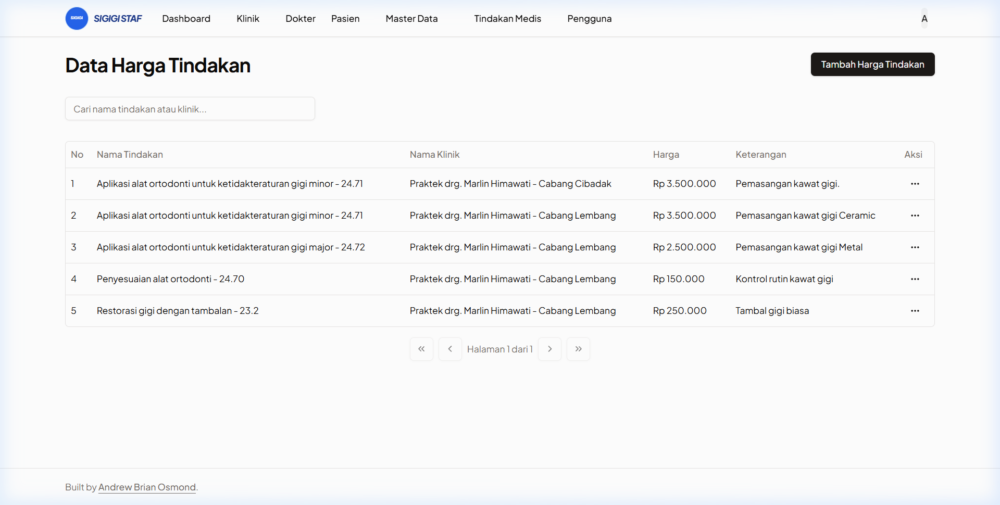 SIGIGI SIGIGI STAF Dashboard Klinik Dokter Pasien Master Data Tindakan Medis Pengguna A
Data Harga Tindakan Tambah Harga Tindakan
Cari nama tindakan atau klinik...
No Nama Tindakan Nama Klinik Harga Keterangan Aksi
1 Aplikasi alat ortodonti untuk ketidakteraturan gigi minor - 24.71 Praktek drg. Marlin Himawati - Cabang Cibadak Rp 3.500.000 Pemasangan kawat gigi.
2 Aplikasi alat ortodonti untuk ketidakteraturan gigi minor - 24.71 Praktek drg. Marlin Himawati - Cabang Lembang Rp 3.500.000 Pemasangan kawat gigi Ceramic
3 Aplikasi alat ortodonti untuk ketidakteraturan gigi major - 24.72 Praktek drg. Marlin Himawati - Cabang Lembang Rp 2.500.000 Pemasangan kawat gigi Metal
4 Penyesuaian alat ortodonti - 24.70 Praktek drg. Marlin Himawati - Cabang Lembang Rp 150.000 Kontrol rutin kawat gigi
5 Restorasi gigi dengan tambalan - 23.2 Praktek drg. Marlin Himawati - Cabang Lembang Rp 250.000 Tambal gigi biasa
Halaman 1 dari 1
Built by Andrew Brian Osmond.